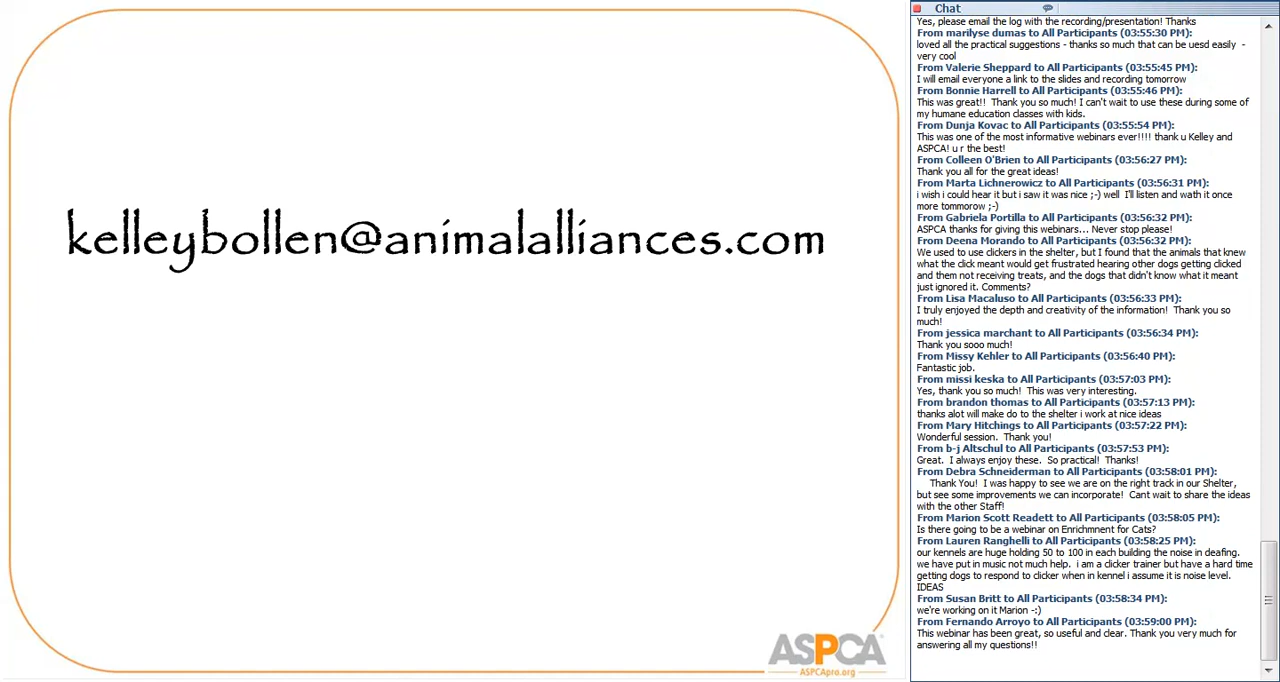 kelleybollen@animalalliances.com
ASPCA
ASPCApro.org
Chat
Yes, please email the log with the recording/presentation! Thanks
From marilyse dumas to All Participants (03:55:30 PM):
loved all the practical suggestions - thanks so much that can be uesd easily -
very cool
From Valerie Sheppard to All Participants (03:55:45 PM):
I will email everyone a link to the slides and recording tomorrow
From Bonnie Harrell to All Participants (03:55:46 PM):
This was great!! Thank you so much! I can't wait to use these during some of
my humane education classes with kids.
From Dunja Kovac to All Participants (03:55:54 PM):
This was one of the most informative webinars ever!!!! thank u Kelley and
ASPCA! u r the best!
From Colleen O'Brien to All Participants (03:56:27 PM):
Thank you all for the great ideas!
From Marta Lichnerowicz to All Participants (03:56:31 PM):
i wish i could hear it but i saw it was nice ;-) well I'll listen and wath it once
more tommorow ;-)
From Gabriela Portilla to All Participants (03:56:32 PM):
ASPCA thanks for giving this webinars... Never stop please!
From Deena Morando to All Participants (03:56:32 PM):
We used to use clickers in the shelter, but I found that the animals that knew
what the click meant would get frustrated hearing other dogs getting clicked
and them not receiving treats, and the dogs that didn't know what it meant
just ignored it. Comments?
From Lisa Macaluso to All Participants (03:56:33 PM):
I truly enjoyed the depth and creativity of the information! Thank you so
much!
From jessica marchant to All Participants (03:56:34 PM):
Thank you sooo much!
From Missy Kehler to All Participants (03:56:40 PM):
Fantastic job.
From missi keska to All Participants (03:57:03 PM):
Yes, thank you so much! This was very interesting.
From brandon thomas to All Participants (03:57:13 PM):
thanks alot will make do to the shelter i work at nice ideas
From Mary Hitchings to All Participants (03:57:22 PM):
Wonderful session. Thank you!
From b-j Altschul to All Participants (03:57:53 PM):
Great. I always enjoy these. So practical! Thanks!
From Debra Schneiderman to All Participants (03:58:01 PM):
Thank You! I was happy to see we are on the right track in our Shelter,
but see some improvements we can incorporate! Cant wait to share the ideas
with the other Staff!
From Marion Scott Readett to All Participants (03:58:05 PM):
Is there going to be a webinar on Enrichmnent for Cats?
From Lauren Ranghelli to All Participants (03:58:25 PM):
our kennels are huge holding 50 to 100 in each building the noise in deafing.
we have put in music not much help. i am a clicker trainer but have a hard time
getting dogs to respond to clicker when in kennel i assume it is noise level.
IDEAS
From Susan Britt to All Participants (03:58:34 PM):
we're working on it Marion -:)
From Fernando Arroyo to All Participants (03:59:00 PM):
This webinar has been great, so useful and clear. Thank you very much for
answering all my questions!!